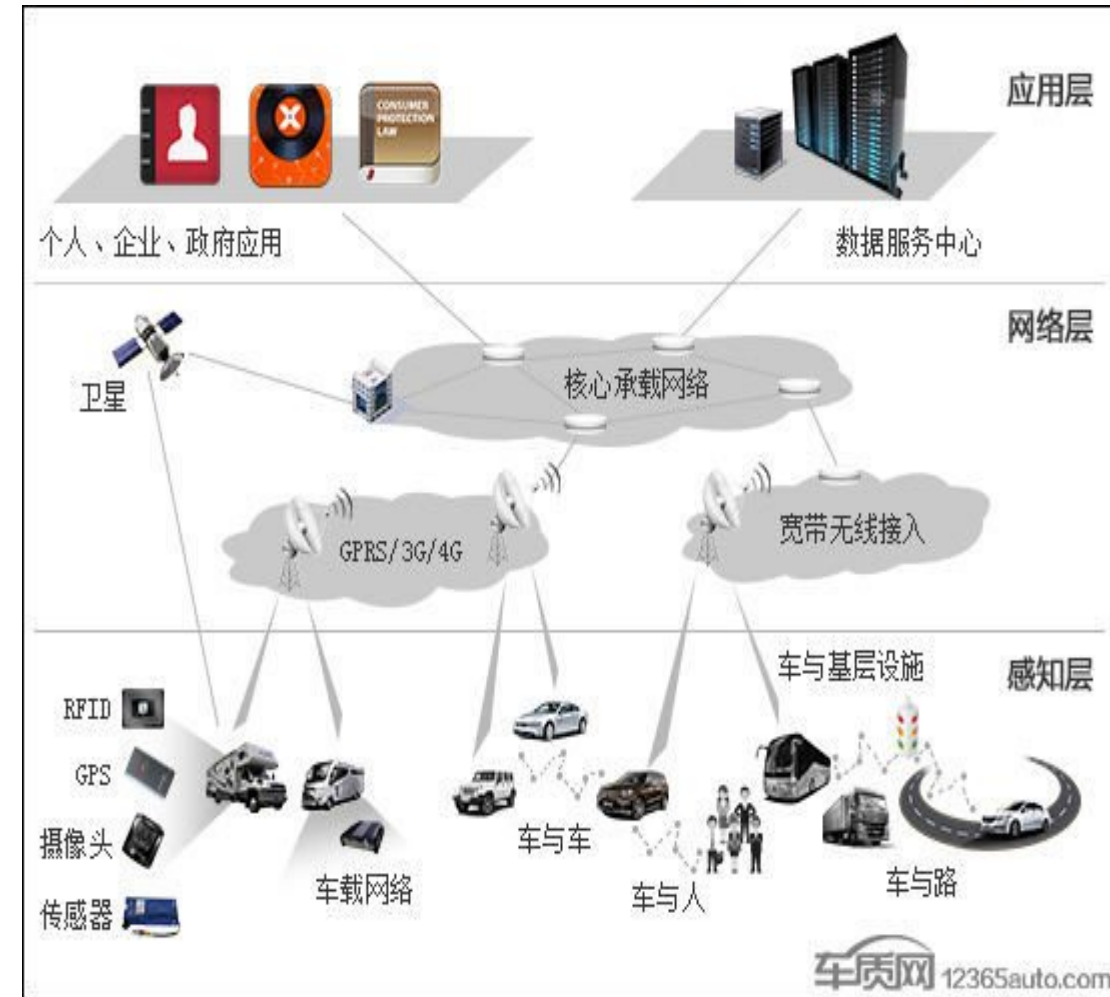 应用层
CONSUMER
PROTECTION
LAW
个人、企业、政府应用
数据服务中心
网络层
卫星
核心承载网络
GPRS/3G/4G
宽带无线接入
感知层
车与基层设施
RFID
GPS
摄像头
传感器
车载网络
车与车
车与人
车与路
车质网 12365auto.com